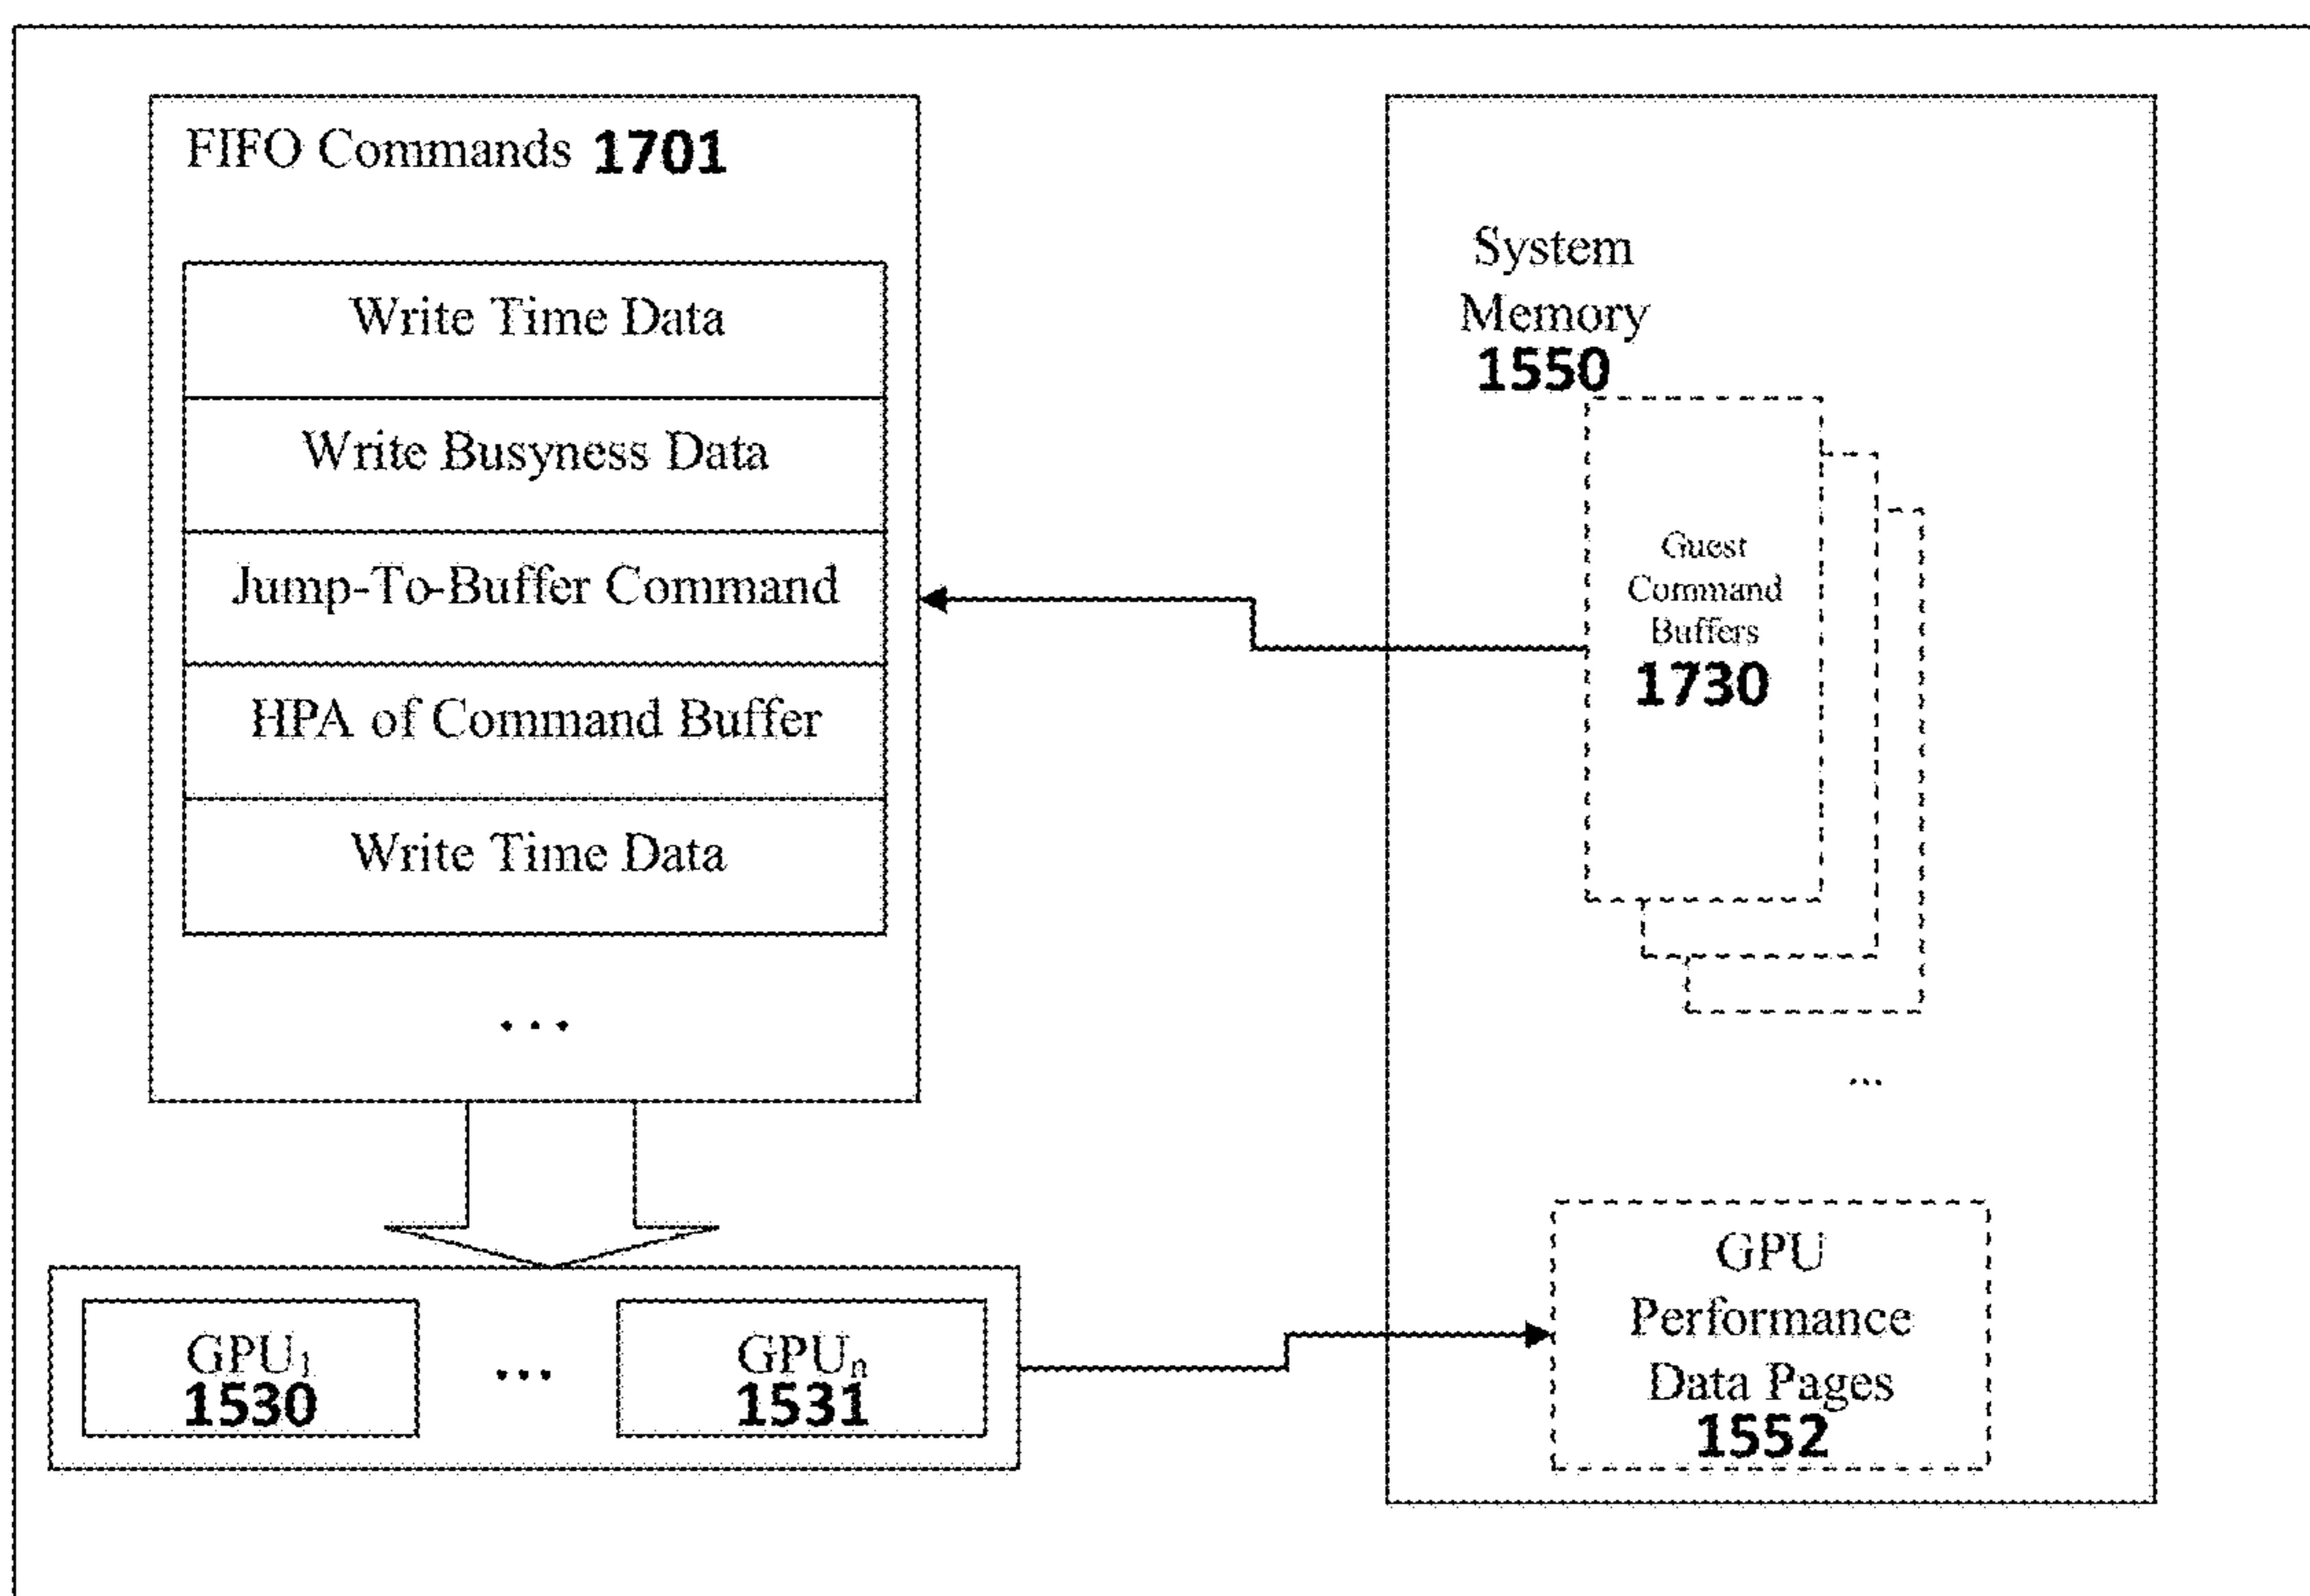 FIFO Commands 1701
Write Time Data
Write Busyness Data
Jump-To-Buffer Command
HPA of Command Buffer
Write Time Data
...
GPU1
1530
...
GPUn
1531
System
Memory
1550
Guest
Command
Buffers
1730
...
GPU
Performance
Data Pages
1552